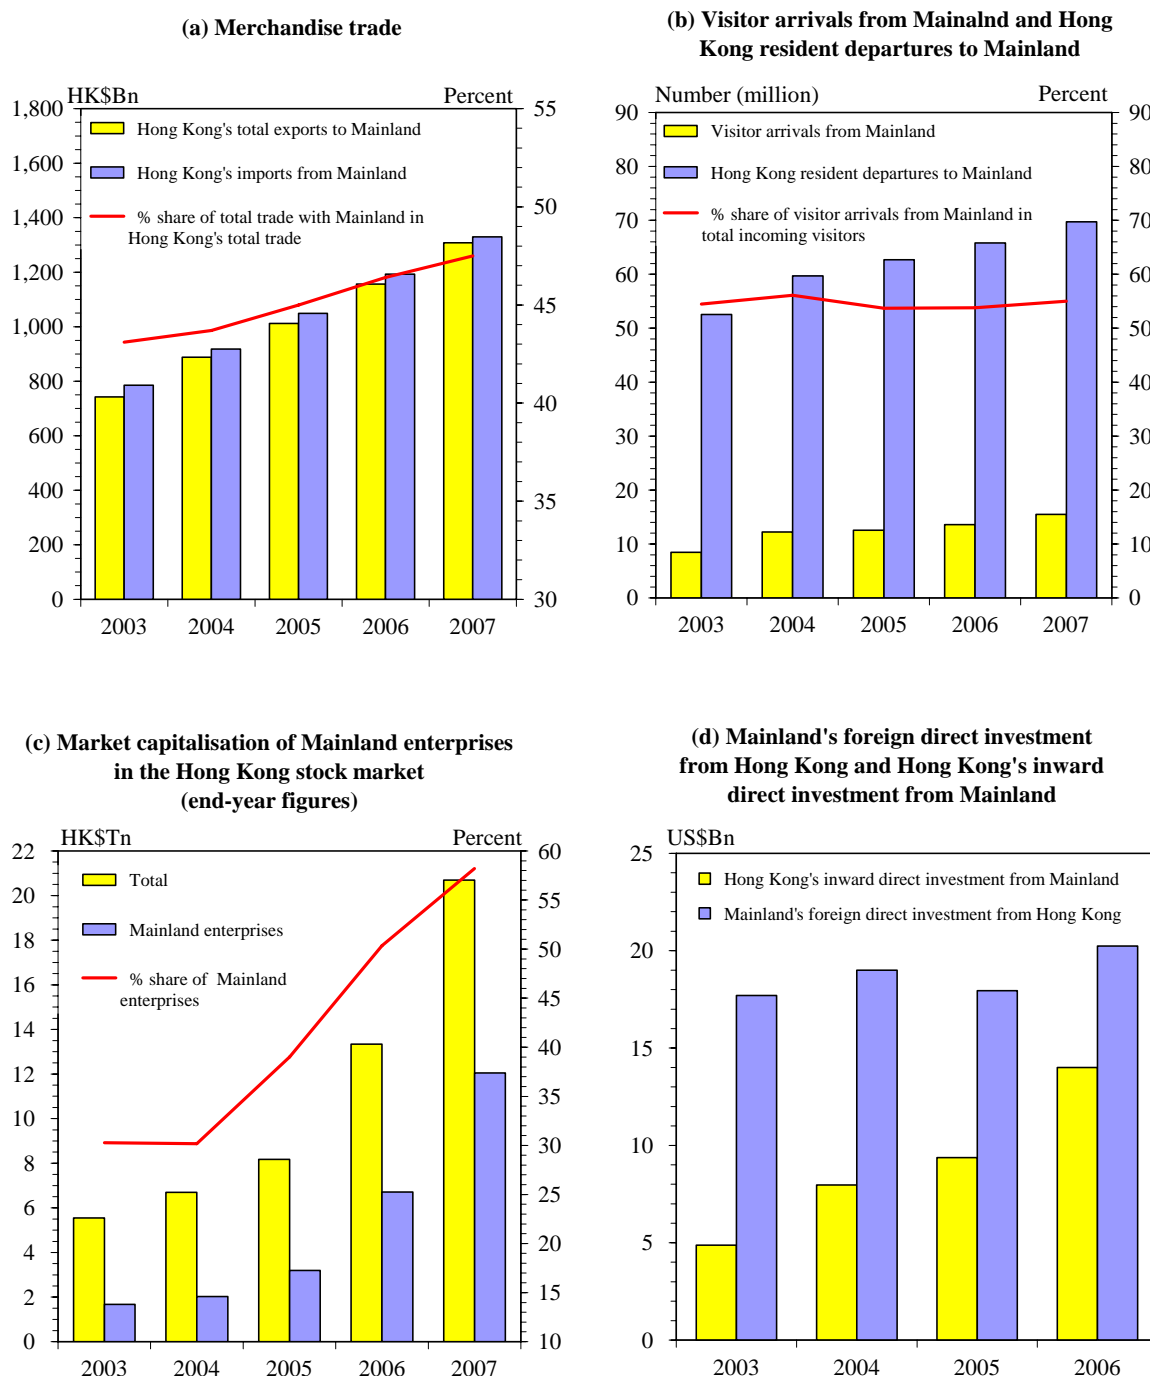 (a) Merchandise trade
HK$Bn
Percent
1,800
1,600
1,400
1,200
1,000
800
600
400
200
0
55
50
45
40
35
30
Hong Kong's total exports to Mainland
Hong Kong's imports from Mainland
% share of total trade with Mainland in
Hong Kong's total trade
2003 2004 2005 2006 2007
(b) Visitor arrivals from Mainalnd and Hong
Kong resident departures to Mainland
Number (million)
Percent
90
80
70
60
50
40
30
20
10
0
90
80
70
60
50
40
30
20
10
0
Visitor arrivals from Mainland
Hong Kong resident departures to Mainland
% share of visitor arrivals from Mainland in
total incoming visitors
2003 2004 2005 2006 2007
(c) Market capitalisation of Mainland enterprises
in the Hong Kong stock market
(end-year figures)
HK$Tn
Percent
22
20
18
16
14
12
10
8
6
4
2
0
60
55
50
45
40
35
30
25
20
15
10
Total
Mainland enterprises
% share of Mainland
enterprises
2003 2004 2005 2006 2007
(d) Mainland's foreign direct investment
from Hong Kong and Hong Kong's inward
direct investment from Mainland
US$Bn
25
20
15
10
5
0
Hong Kong's inward direct investment from Mainland
Mainland's foreign direct investment from Hong Kong
2003 2004 2005 2006